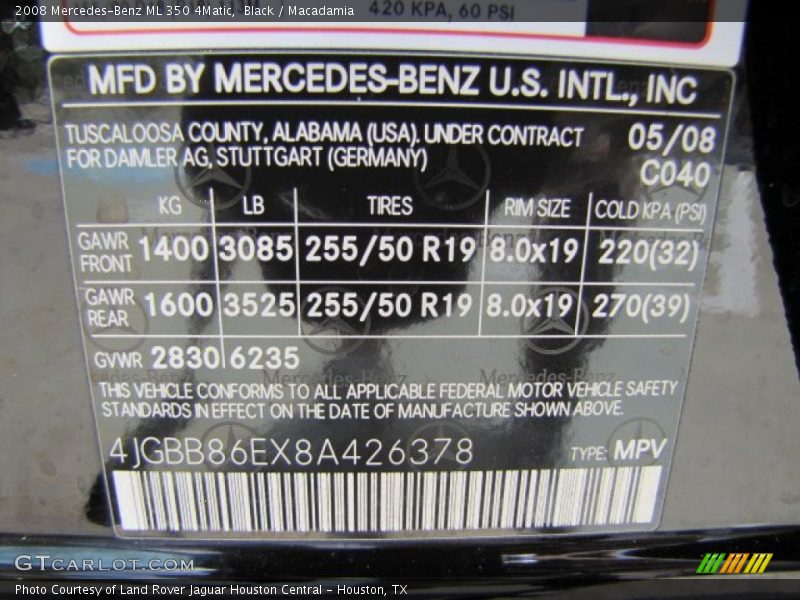 2008 Mercedes-Benz ML 350 4Matic, Black / Macadamia
420 KPA, 60 PSI
MFD BY MERCEDES-BENZ U.S. INTL., INC
TUSCALOOSA COUNTY, ALABAMA (USA). UNDER CONTRACT 05/08
FOR DAIMLER AG, STUTTGART (GERMANY) C040
KG LB TIRES RIM SIZE COLD KPA (PSI)
GAWR FRONT 1400 3085 255/50 R19 8.0x19 220(32)
GAWR REAR 1600 3525 255/50 R19 8.0x19 270(39)
GVWR 2830 6235
THIS VEHICLE CONFORMS TO ALL APPLICABLE FEDERAL MOTOR VEHICLE SAFETY
STANDARDS IN EFFECT ON THE DATE OF MANUFACTURE SHOWN ABOVE.
4JGBB86EX8A426378 TYPE: MPV
GTCARLOT.COM
Photo Courtesy of Land Rover Jaguar Houston Central - Houston, TX